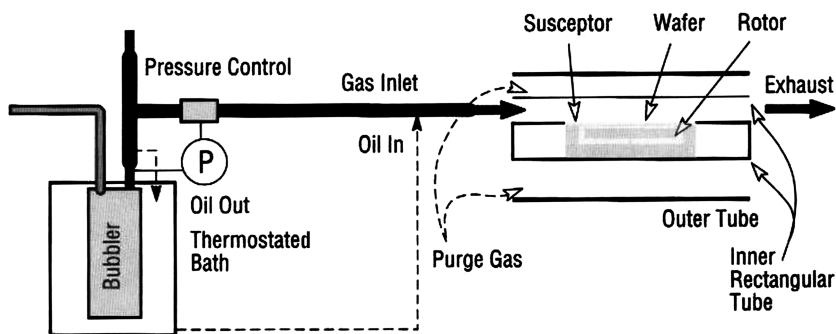 Susceptor
Wafer
Rotor
Pressure Control
Gas Inlet
Exhaust
P
Oil In
Oil Out
Thermostated
Bath
Bubbler
Purge Gas
Outer Tube
Inner
Rectangular
Tube